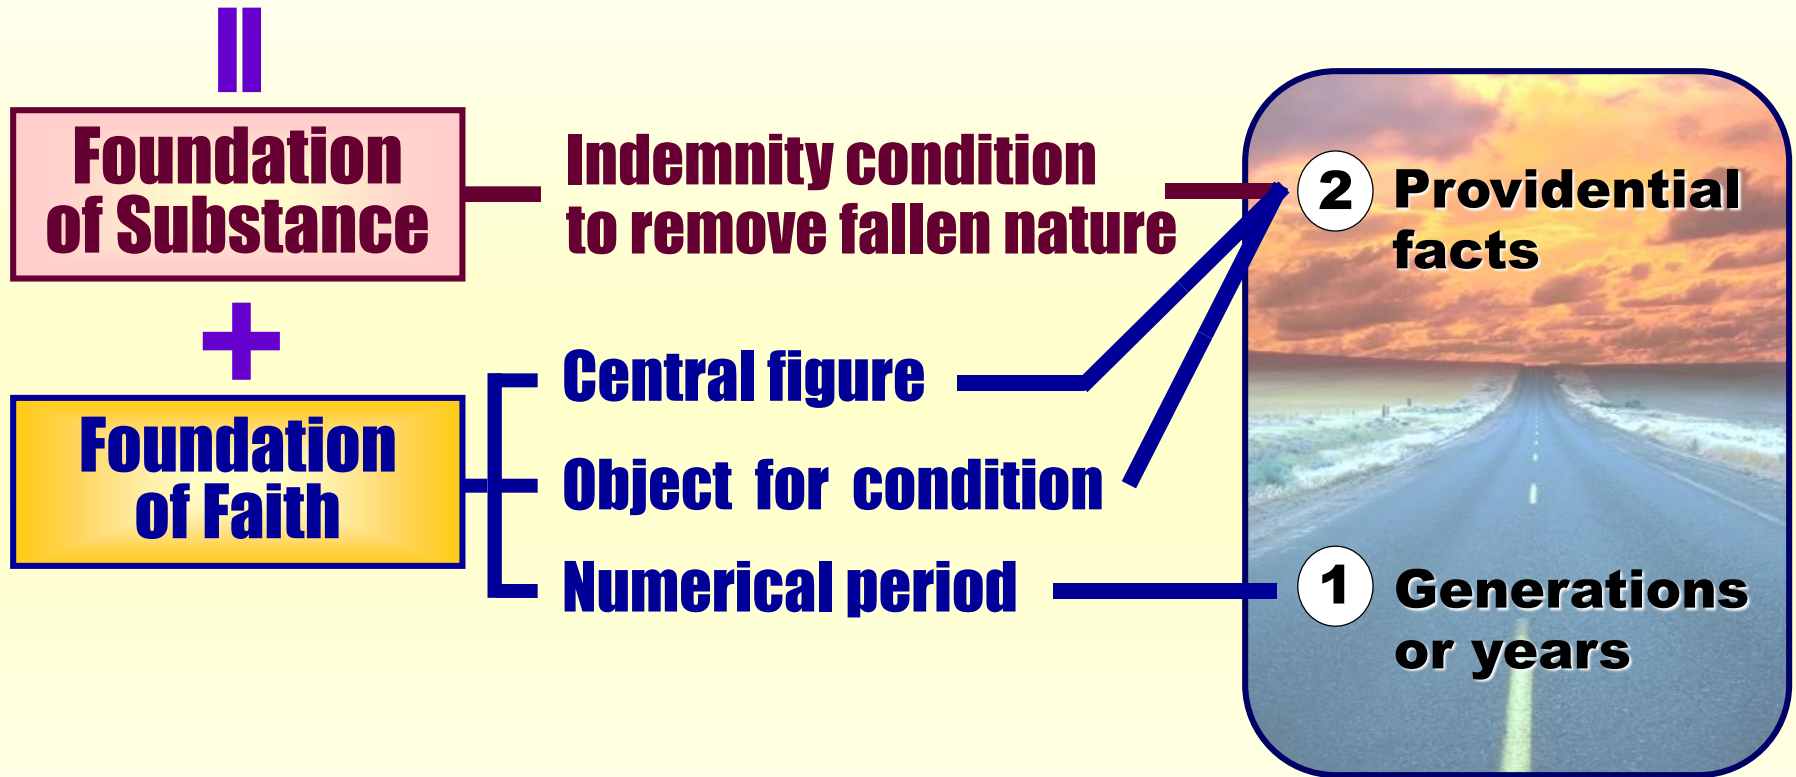 Foundation
of Substance
Indemnity condition
to remove fallen nature
2 Providential
facts
+
Foundation
of Faith
Central figure
Object for condition
Numerical period
1 Generations
or years